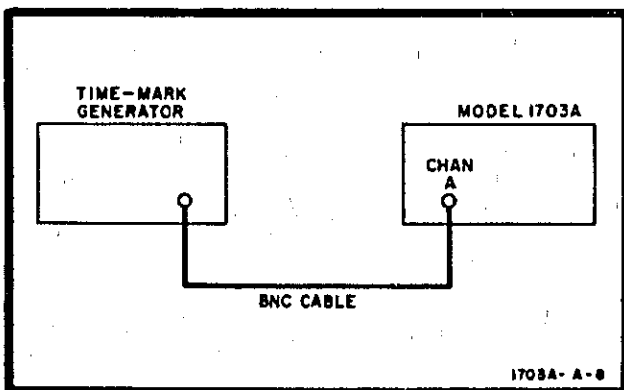 TIME-MARK
GENERATOR
MODEL 1703A
CHAN
A
BNC CABLE
1703A-A-8